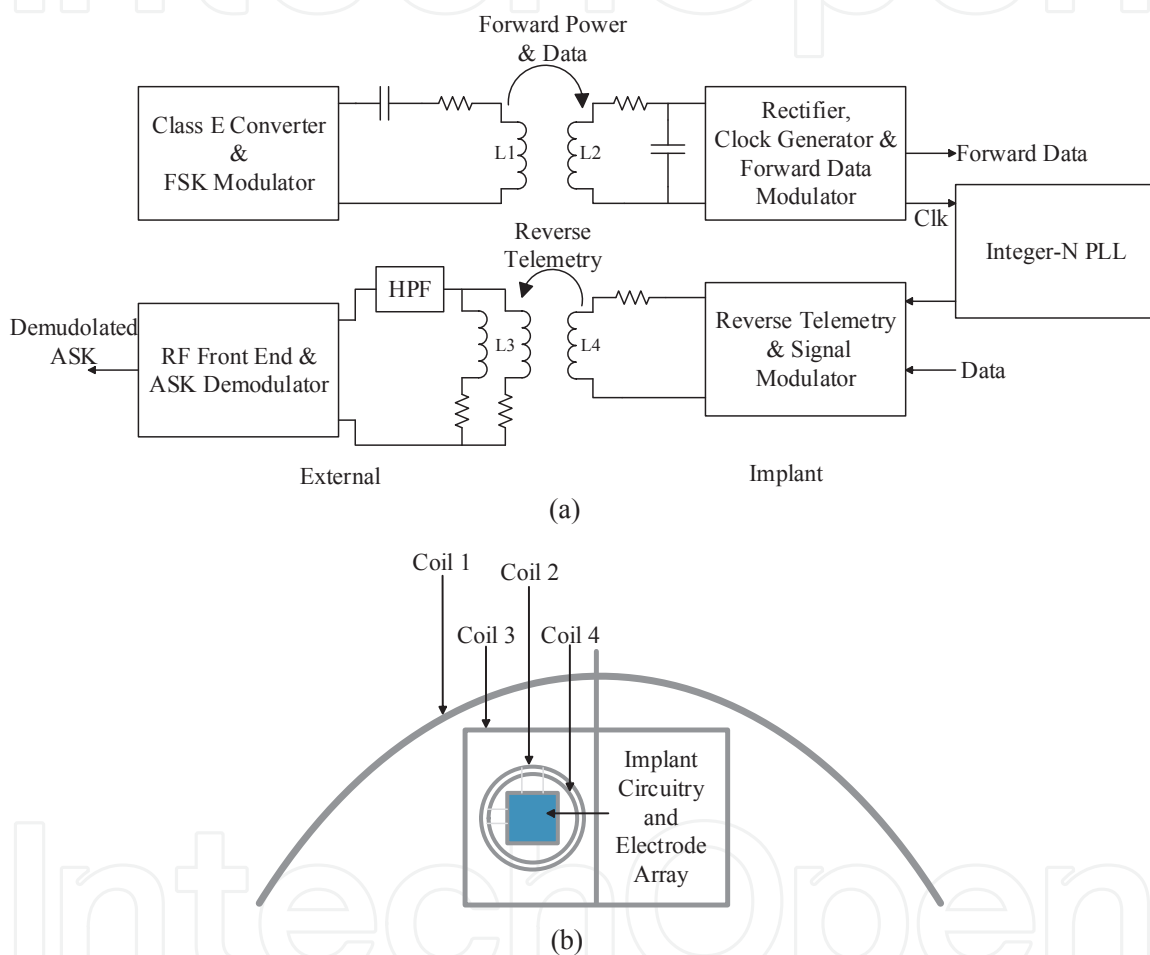 Forward Power
& Data
Class E Converter
&
FSK Modulator
L1
L2
Rectifier,
Clock Generator &
Forward Data
Modulator
Forward Data
Clk
Integer-N PLL
Reverse
Telemetry
HPF
Demudolated
ASK
RF Front End &
ASK Demodulator
L3
L4
Reverse Telemetry
& Signal
Modulator
Data
External
Implant
(a)
Coil 1
Coil 2
Coil 3
Coil 4
Implant
Circuitry
and
Electrode
Array
(b)
IntechOpen
IntechOpen